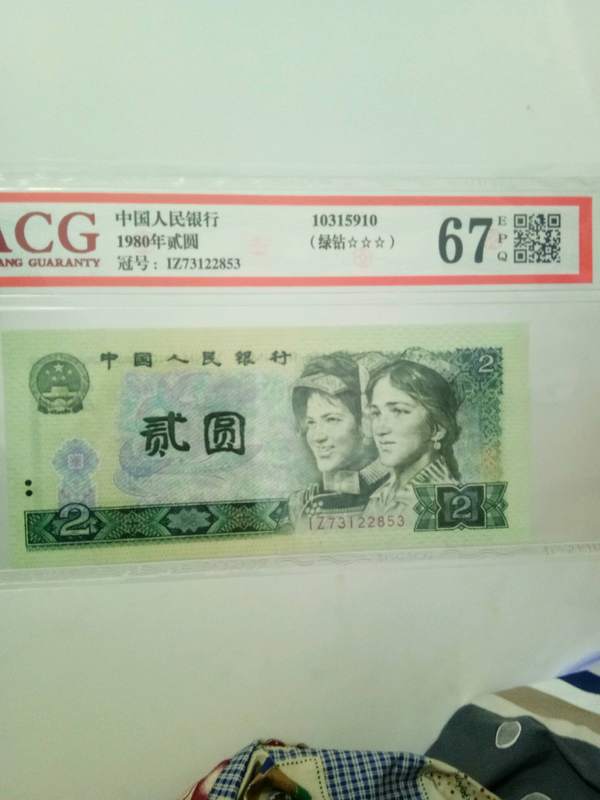 ACG
ANG GUARANTY
中国人民银行
1980年贰圆
冠号: IZ73122853
10315910
(绿钻☆☆☆)
67
EPQ
中国人民银行
2
贰圆
2
IZ73122853
2